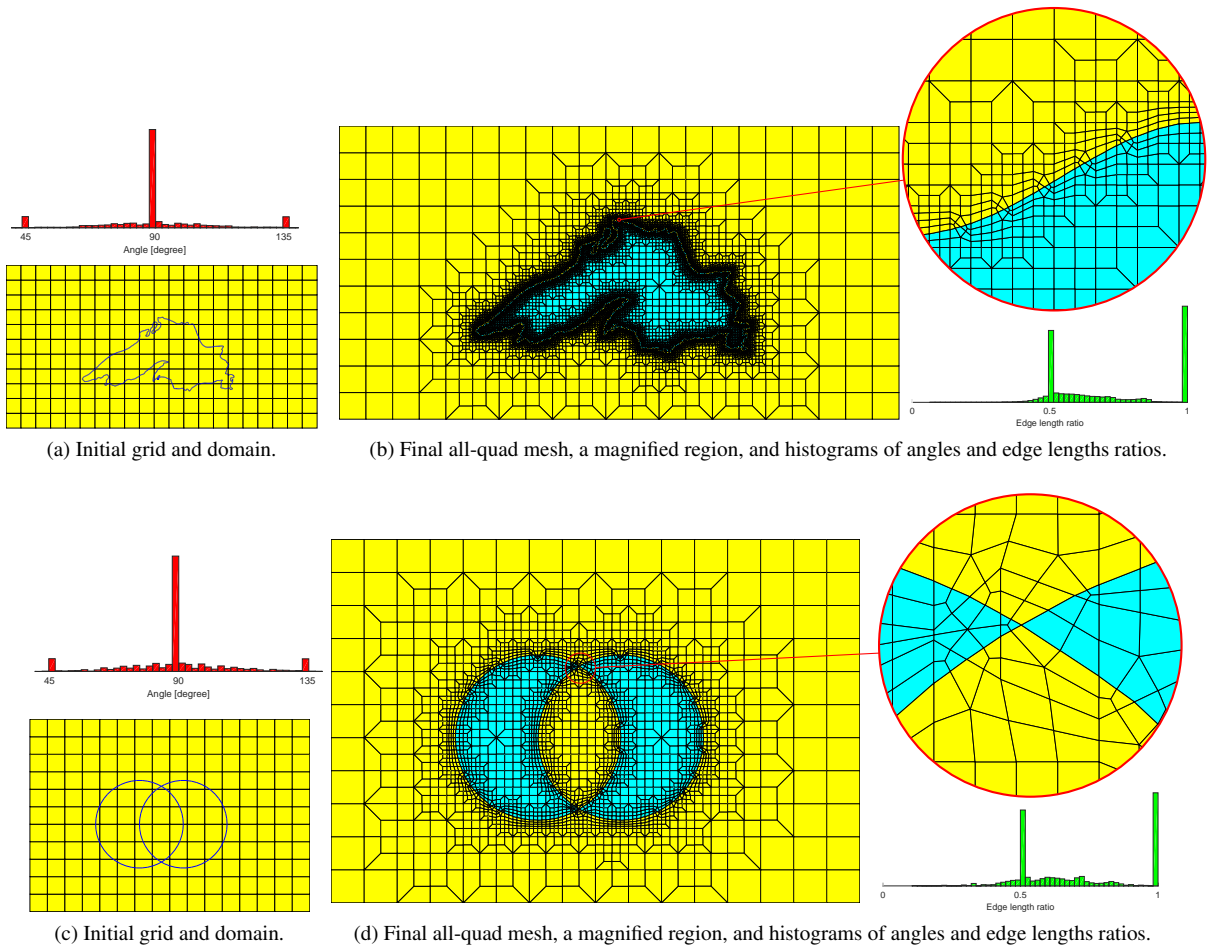 45 90 135
Angle [degree]
0 0.5 1
Edge length ratio
(a) Initial grid and domain.
(b) Final all-quad mesh, a magnified region, and histograms of angles and edge lengths ratios.
45 90 135
Angle [degree]
0 0.5 1
Edge length ratio
(c) Initial grid and domain.
(d) Final all-quad mesh, a magnified region, and histograms of angles and edge lengths ratios.